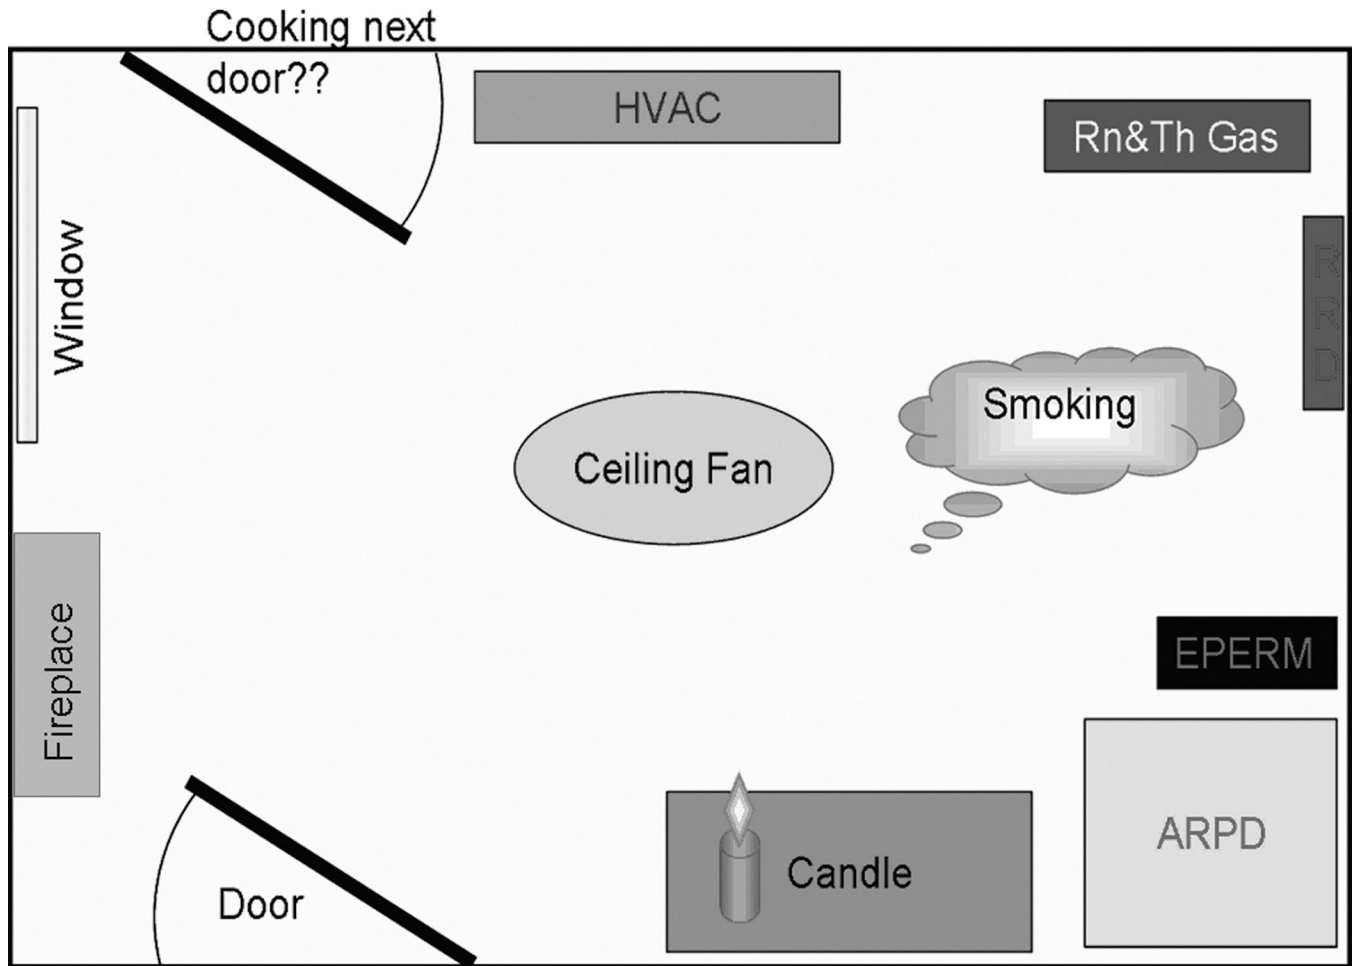 Cooking next
door??
HVAC
Rn&Th Gas
Window
R
R
D
Smoking
Ceiling Fan
Fireplace
EPERM
ARPD
Candle
Door